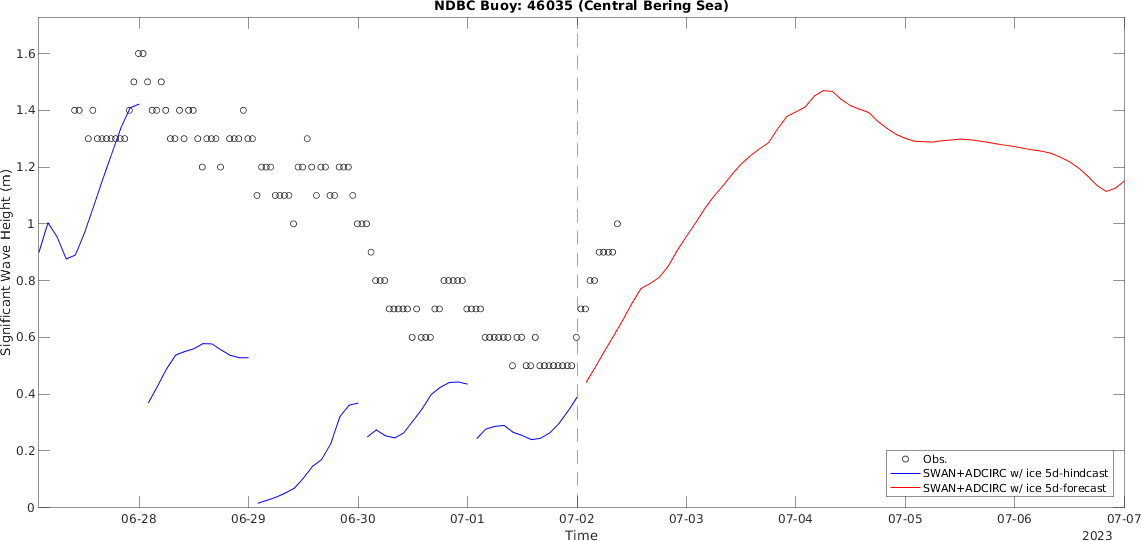 NDBC Buoy: 46035 (Central Bering Sea)
Significant Wave Height (m)
1.6
1.4
1.2
1
0.8
0.6
0.4
0.2
0
06-28 06-29 06-30 07-01 07-02 07-03 07-04 07-05 07-06 07-07
Time
2023
Obs.
SWAN+ADCIRC w/ ice 5d-hindcast
SWAN+ADCIRC w/ ice 5d-forecast